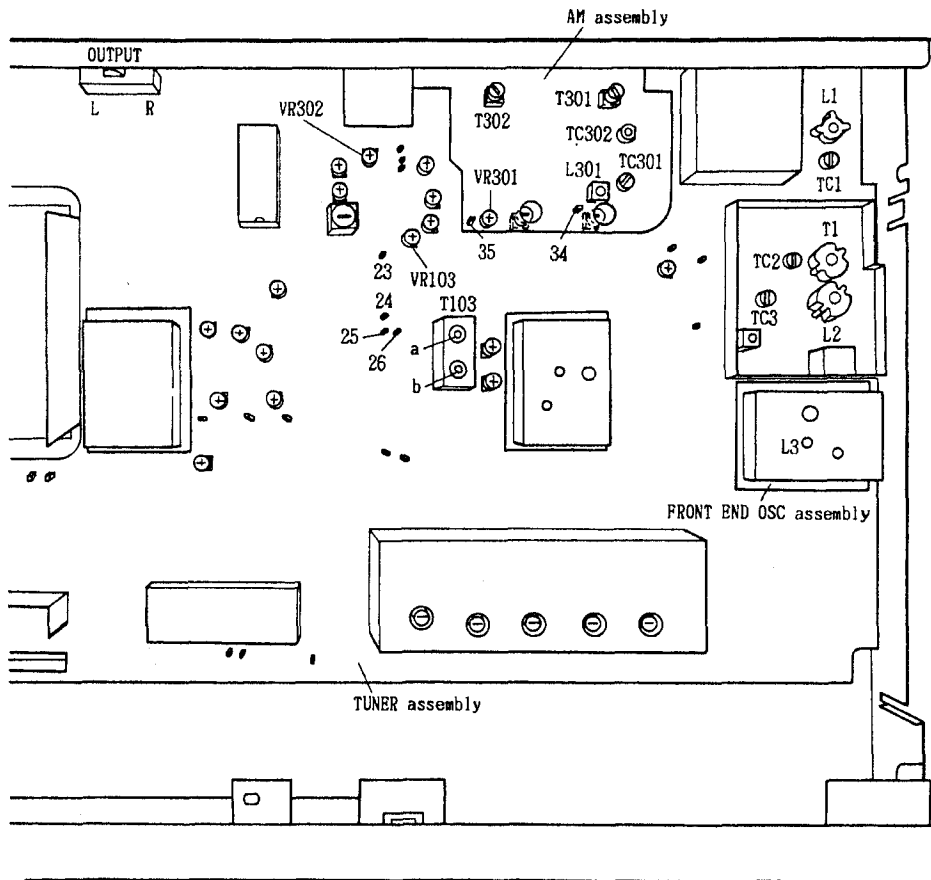 AM assembly
OUTPUT
L R
VR302
T302
T301
TC302
L1
TC1
VR301
L301
TC301
35
34
23
VR103
24
T103
25
26
a
b
TC2
T1
TC3
L2
L3
FRONT END OSC assembly
TUNER assembly